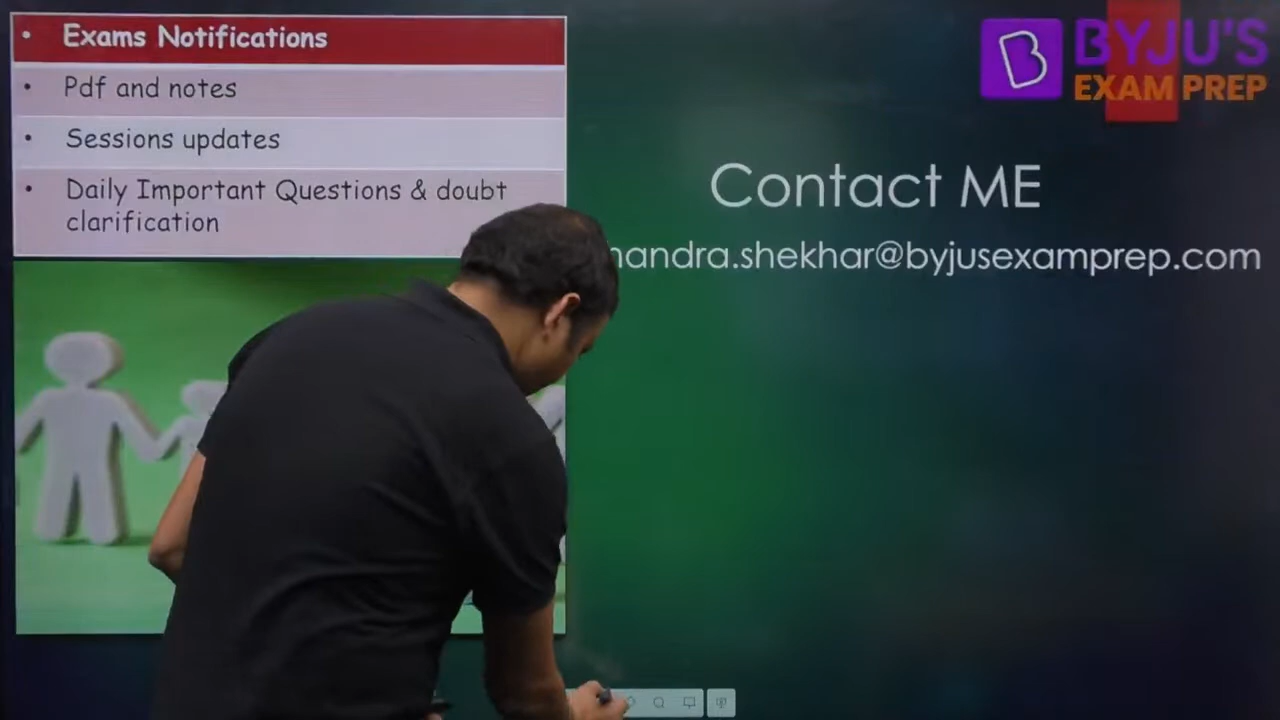 Exams Notifications
Pdf and notes
Sessions updates
Daily Important Questions & doubt
clarification
BYJU'S
EXAM PREP
Contact ME
handra.shekhar@byjusexamprep.com